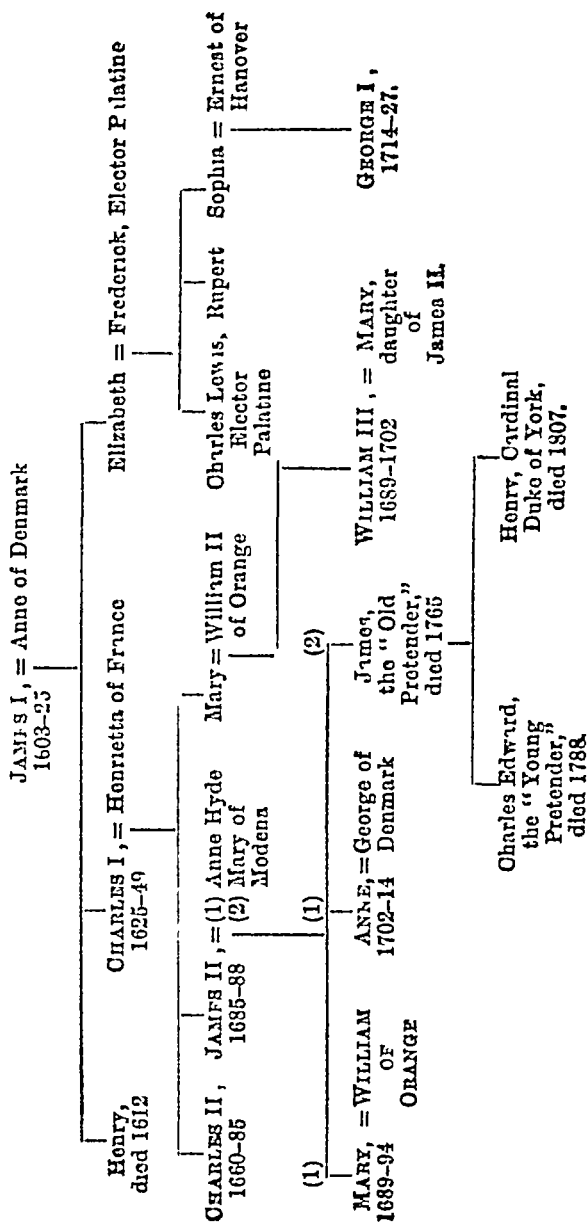 JAMES I, = Anne of Denmark
1603–25
Henry,
died 1612
CHARLES I, = Henrietta of France
1625–49
Elizabeth = Frederick, Elector Palatine
CHARLES II,
1660–85
JAMES II, = (1) Anne Hyde
1685–88 (2) Mary of
Modena
Mary = William II
of Orange
Charles Lewis,
Elector
Palatine
Rupert
Sophia = Ernest of
Hanover
(1)
MARY, = WILLIAM
1689–94 OF
ORANGE
(1)
ANNE, = George of
1702–14 Denmark
(2)
James,
the “Old
Pretender,”
died 1765
WILLIAM III, = MARY,
1689–1702 daughter
of
James II.
GEORGE I,
1714–27.
Charles Edward,
the “Young
Pretender,”
died 1788.
Henry, Cardinal
Duke of York,
died 1807.